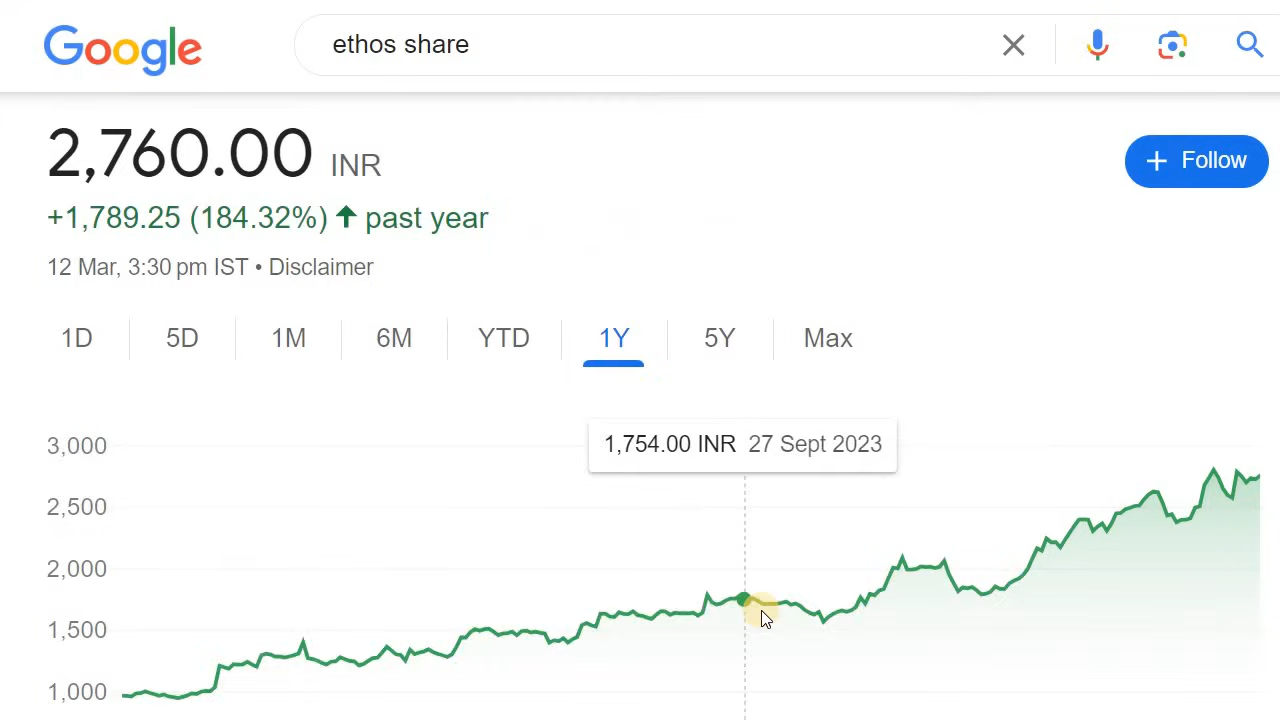 Google
ethos share
2,760.00 INR
+ Follow
+1,789.25 (184.32%) past year
12 Mar, 3:30 pm IST • Disclaimer
1D 5D 1M 6M YTD 1Y 5Y Max
1,754.00 INR 27 Sept 2023
3,000
2,500
2,000
1,500
1,000